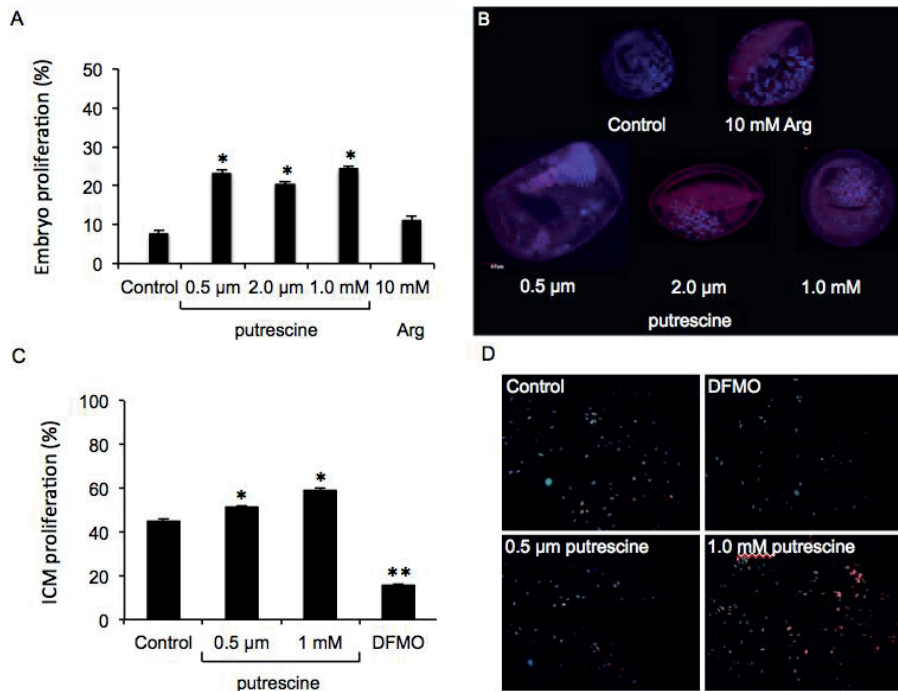 A
Embryo proliferation (%)
50
40
30
20
10
0
Control 0.5 µm 2.0 µm 1.0 mM 10 mM
putrescine Arg
B
Control 10 mM Arg
0.5 µm 2.0 µm 1.0 mM
putrescine
C
ICM proliferation (%)
100
80
60
40
20
0
* * * * * **
Control 0.5 µm 1 mM DFMO
putrescine
D
Control DFMO
0.5 µm putrescine 1.0 mM putrescine